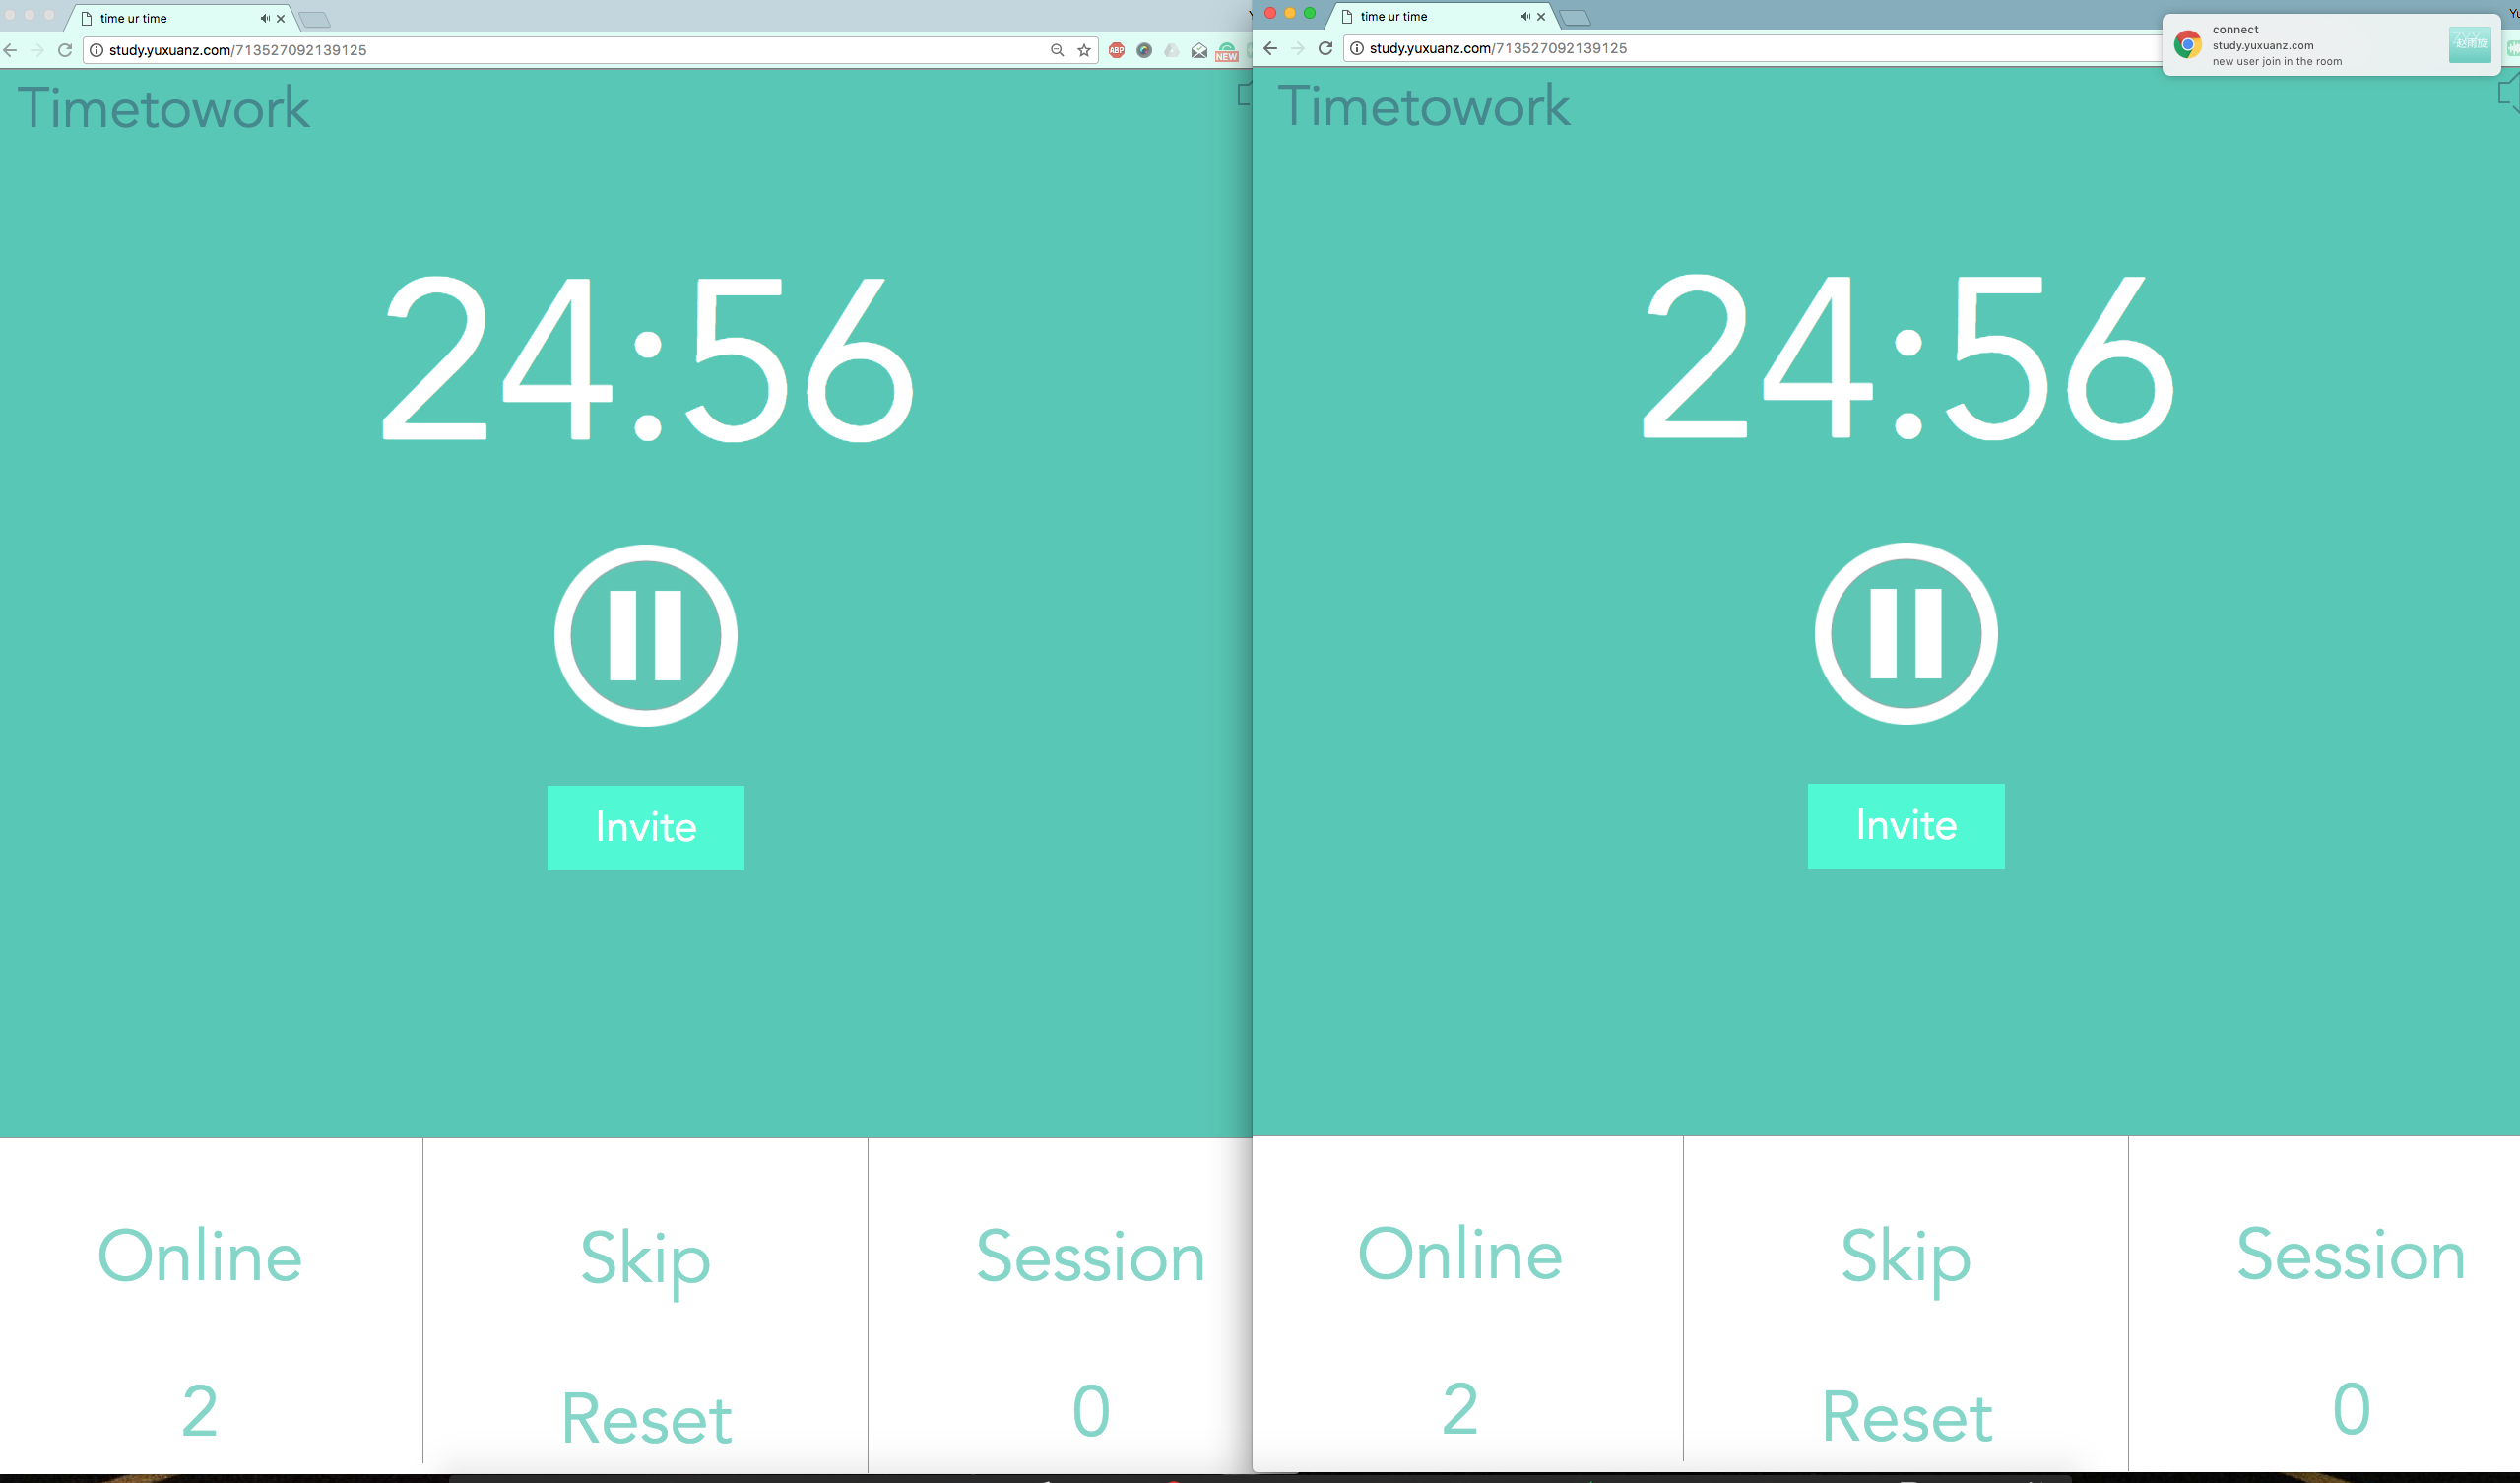 time ur time
study.yuxuanz.com/713527092139125
ABP
NEW
Timetowork
24:56
Invite
Online
Skip
Session
2
Reset
0
time ur time
study.yuxuanz.com/713527092139125
connect
study.yuxuanz.com
new user join in the room
Timetowork
24:56
Invite
Online
Skip
Session
2
Reset
0